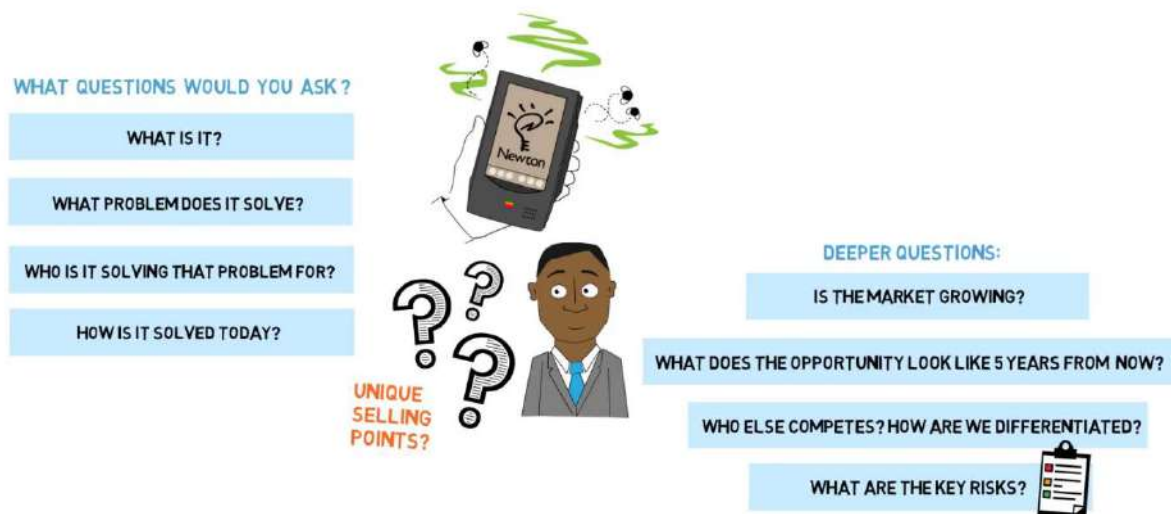 WHAT QUESTIONS WOULD YOU ASK?
WHAT IS IT?
WHAT PROBLEM DOES IT SOLVE?
WHO IS IT SOLVING THAT PROBLEM FOR?
HOW IS IT SOLVED TODAY?
Newton
UNIQUE
SELLING
POINTS?
DEEPER QUESTIONS:
IS THE MARKET GROWING?
WHAT DOES THE OPPORTUNITY LOOK LIKE 5 YEARS FROM NOW?
WHO ELSE COMPETES? HOW ARE WE DIFFERENTIATED?
WHAT ARE THE KEY RISKS?